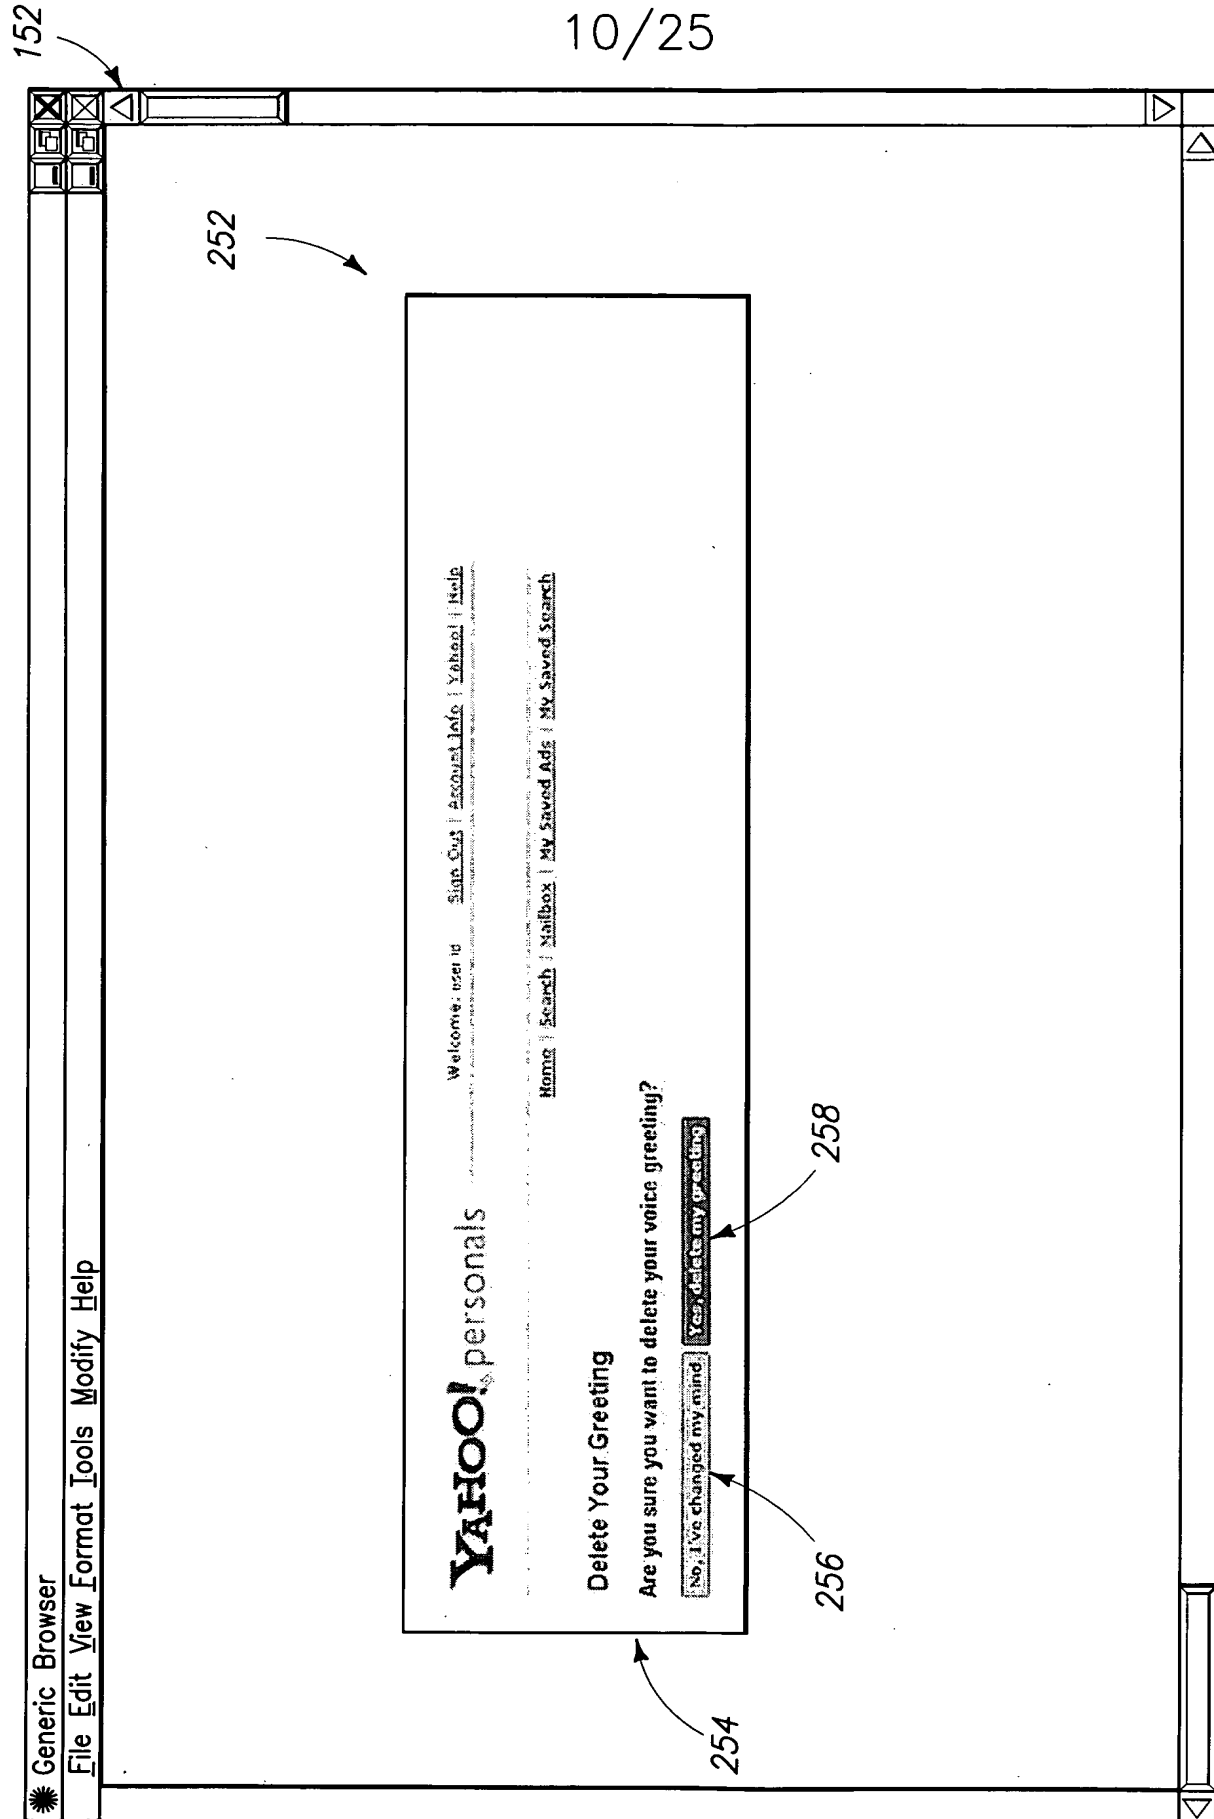 10/25
152
Generic Browser
File Edit View Format Tools Modify Help
252
YAHOO! personals
Welcome, user id
Sign Out | Account Info | Yahoo! | Help
Home | Search | Mailbox | My Saved Ads | My Saved Search
Delete Your Greeting
Are you sure you want to delete your voice greeting?
No, I've changed my mind
Yes, delete my greeting
254
256
258